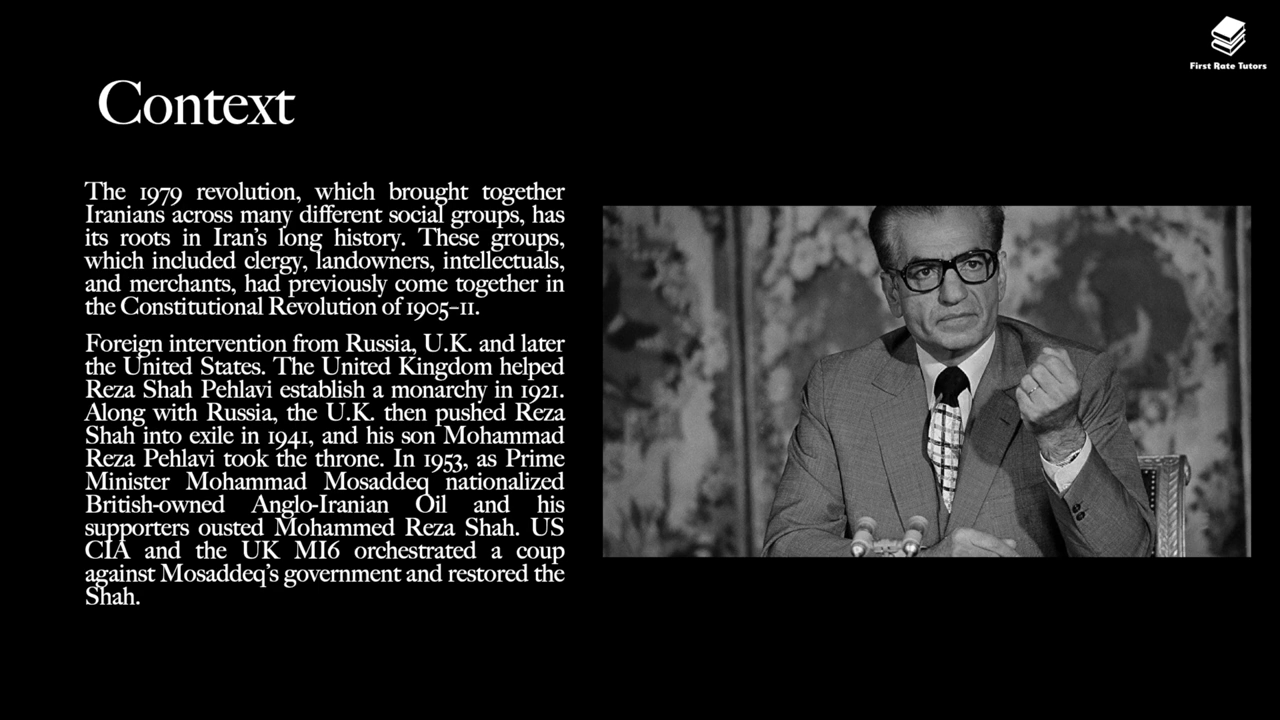 First Rate Tutors
Context
The 1979 revolution, which brought together
Iranians across many different social groups, has
its roots in Iran's long history. These groups,
which included clergy, landowners, intellectuals,
and merchants, had previously come together in
the Constitutional Revolution of 1905–11.
Foreign intervention from Russia, U.K. and later
the United States. The United Kingdom helped
Reza Shah Pehlavi establish a monarchy in 1921.
Along with Russia, the U.K. then pushed Reza
Shah into exile in 1941, and his son Mohammad
Reza Pehlavi took the throne. In 1953, as Prime
Minister Mohammad Mosaddeq nationalized
British-owned Anglo-Iranian Oil and his
supporters ousted Mohammed Reza Shah. US
CIA and the UK MI6 orchestrated a coup
against Mosaddeq's government and restored the
Shah.